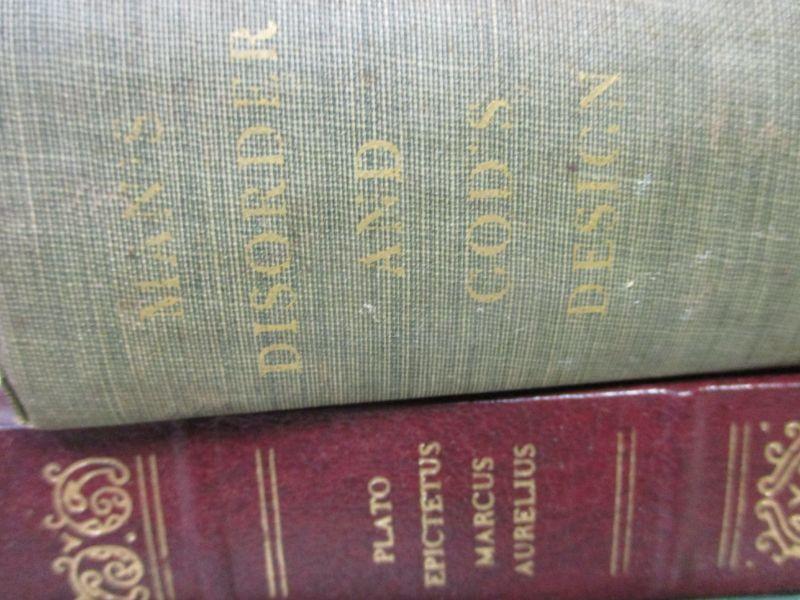 MAN'S
DISORDER
AND
GOD'S
DESIGN
PLATO
EPICTETUS
MARCUS
AURELIUS